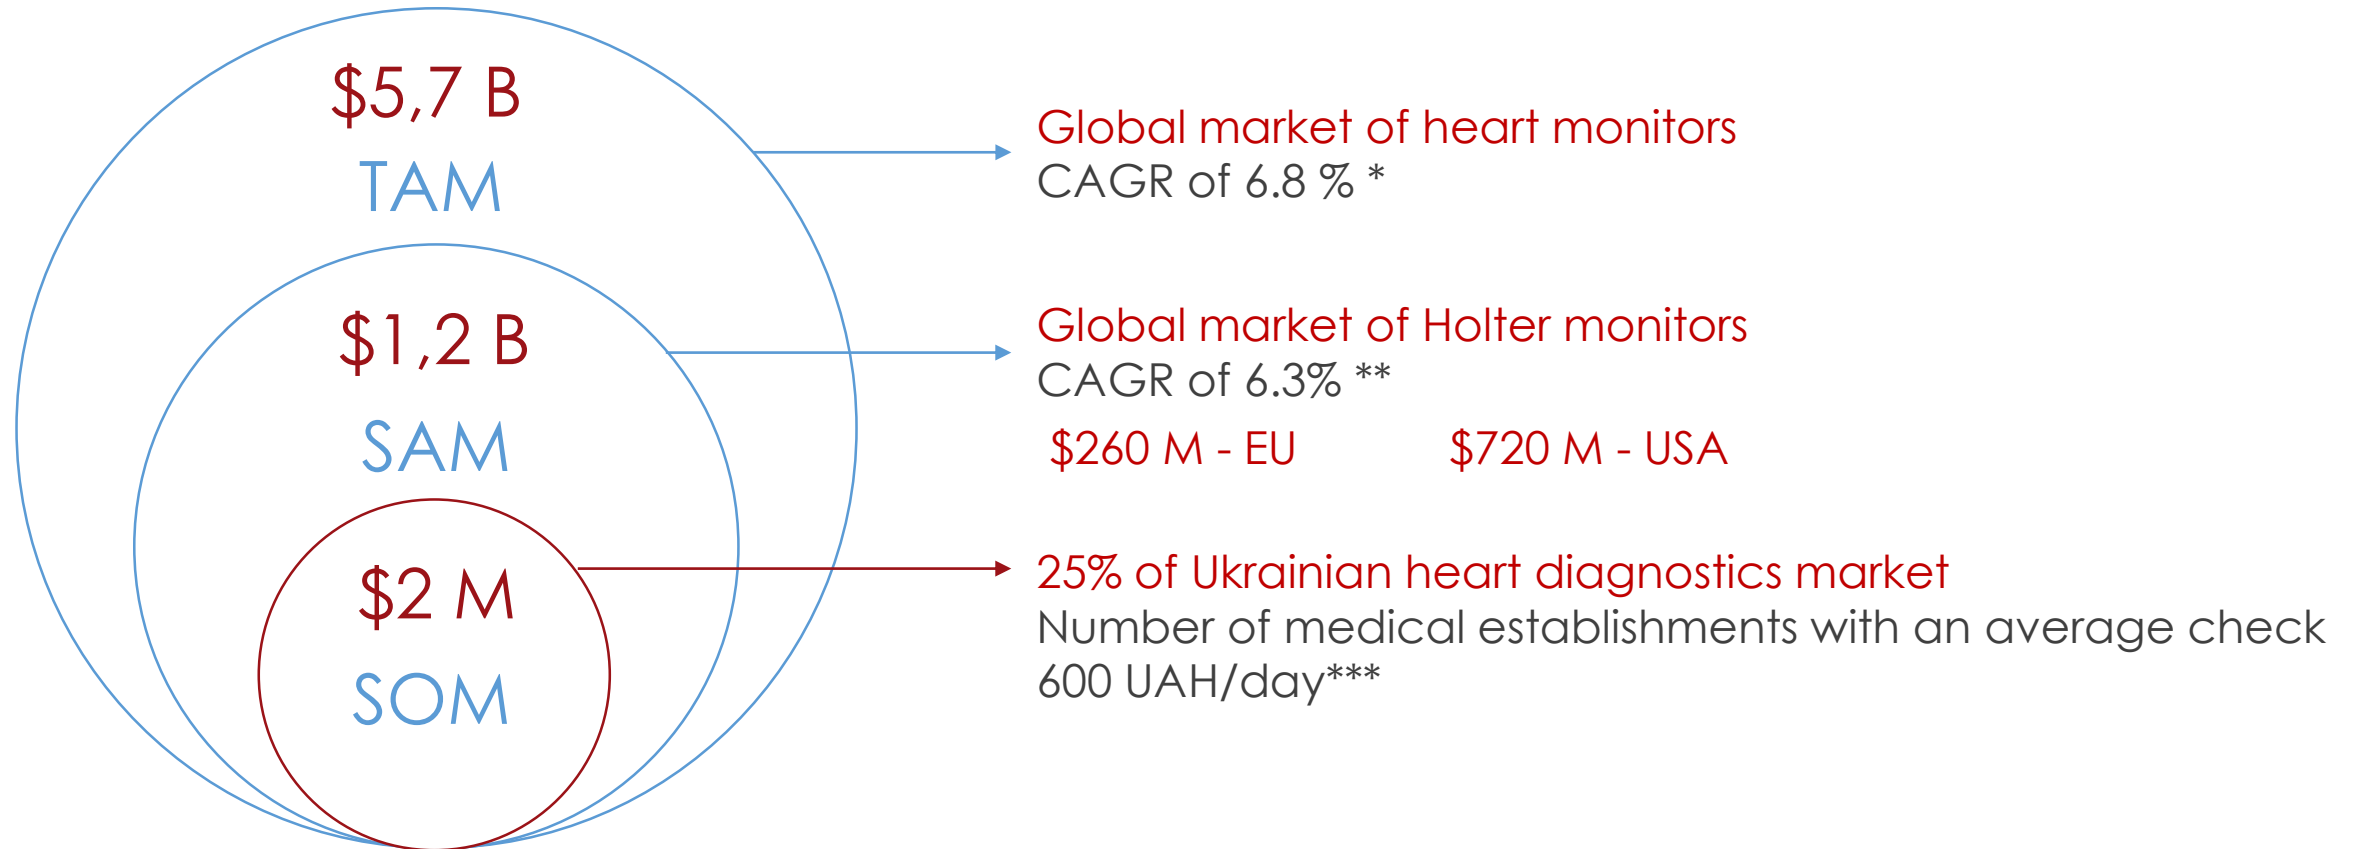 $5,7 B
TAM
Global market of heart monitors
CAGR of 6.8 % *
$1,2 B
SAM
Global market of Holter monitors
CAGR of 6.3% **
$260 M - EU
$720 M - USA
$2 M
SOM
25% of Ukrainian heart diagnostics market
Number of medical establishments with an average check
600 UAH/day***